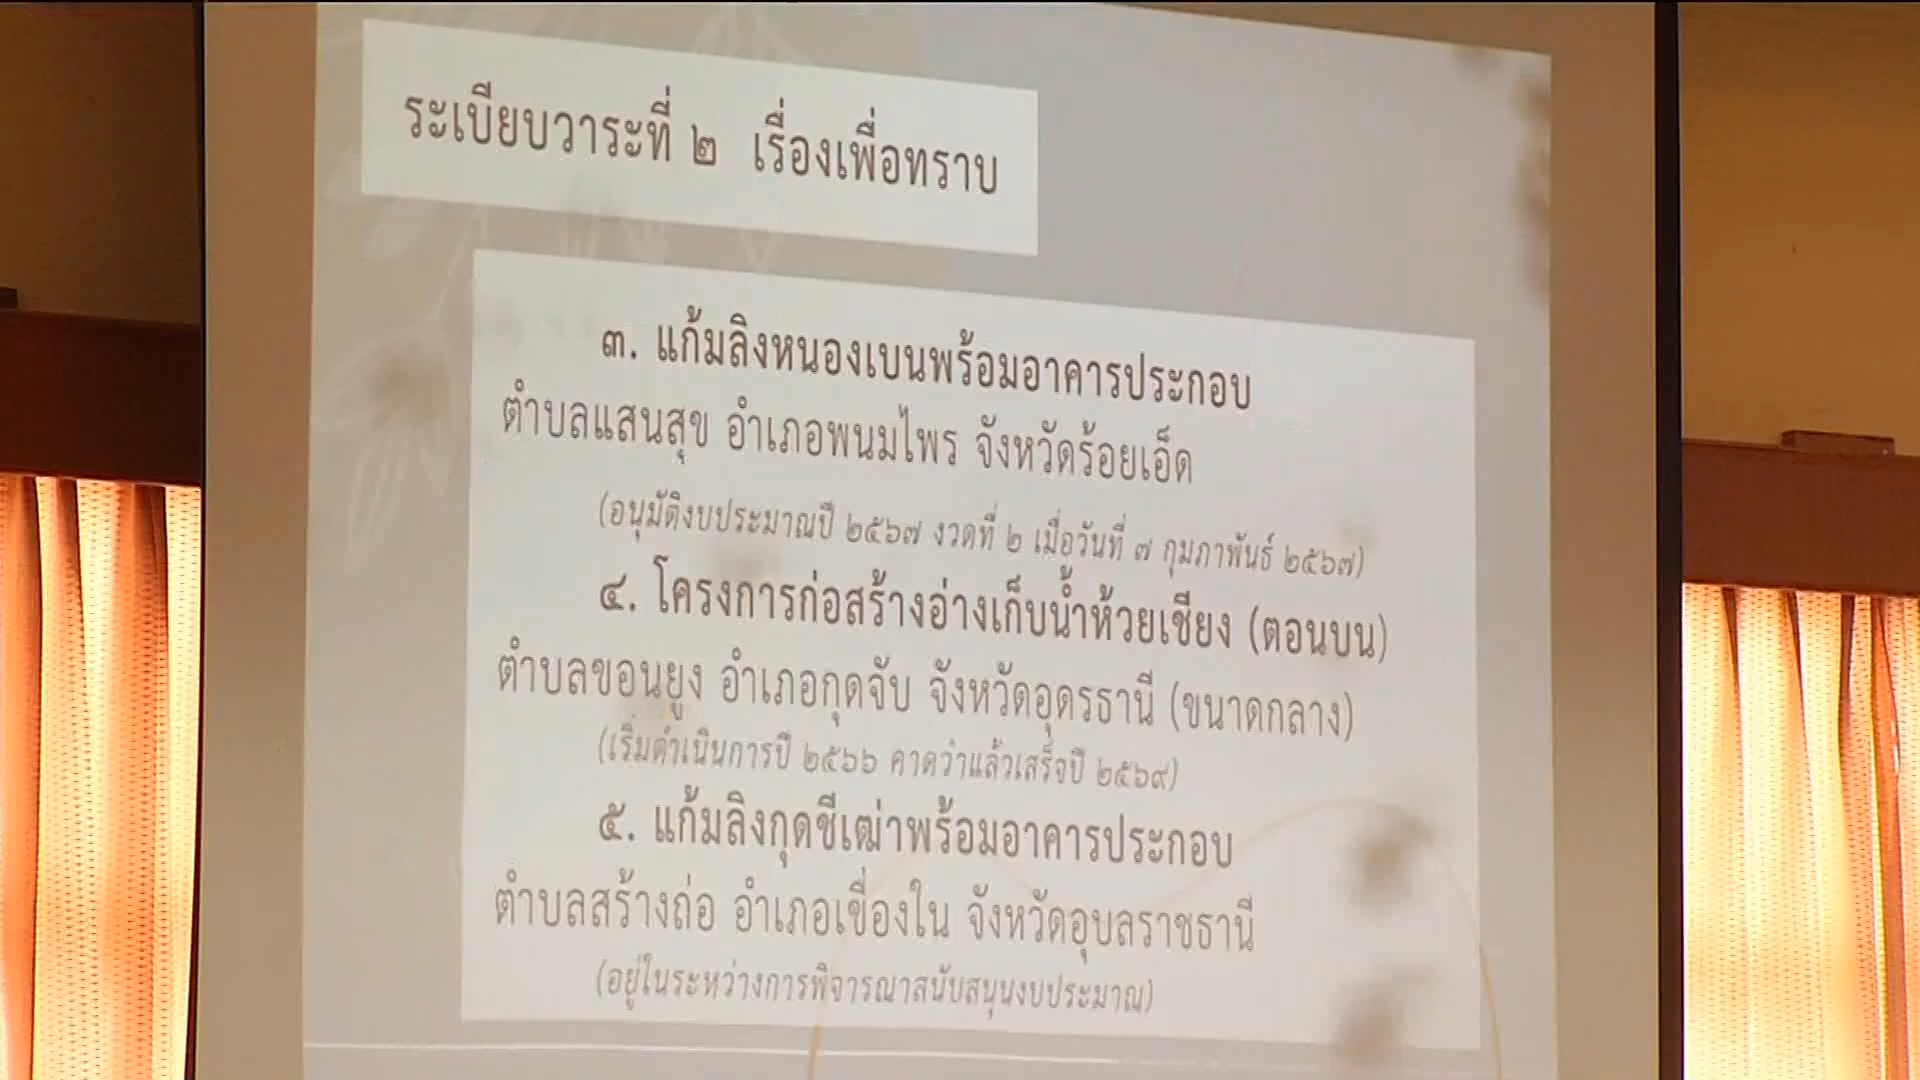 ระเบียบวาระที่ ๒ เรื่องเพื่อทราบ
๓. แก้มลิงหนองเบนพร้อมอาคารประกอบ
ตำบลแสนสุข อำเภอพนมไพร จังหวัดร้อยเอ็ด
(อนุมัติงบประมาณปี ๒๕๖๗ งวดที่ ๒ เมื่อวันที่ ๗ กุมภาพันธ์ ๒๕๖๗)
๔. โครงการก่อสร้างอ่างเก็บน้ำห้วยเชียง (ตอนบน)
ตำบลขอนยูง อำเภอกุดจับ จังหวัดอุดรธานี (ขนาดกลาง)
(เริ่มดำเนินการปี ๒๕๖๖ คาดว่าแล้วเสร็จปี ๒๕๖๙)
๕. แก้มลิงกุดชีเฒ่าพร้อมอาคารประกอบ
ตำบลสร้างถ่อ อำเภอเขื่องใน จังหวัดอุบลราชธานี
(อยู่ในระหว่างการพิจารณาสนับสนุนงบประมาณ)